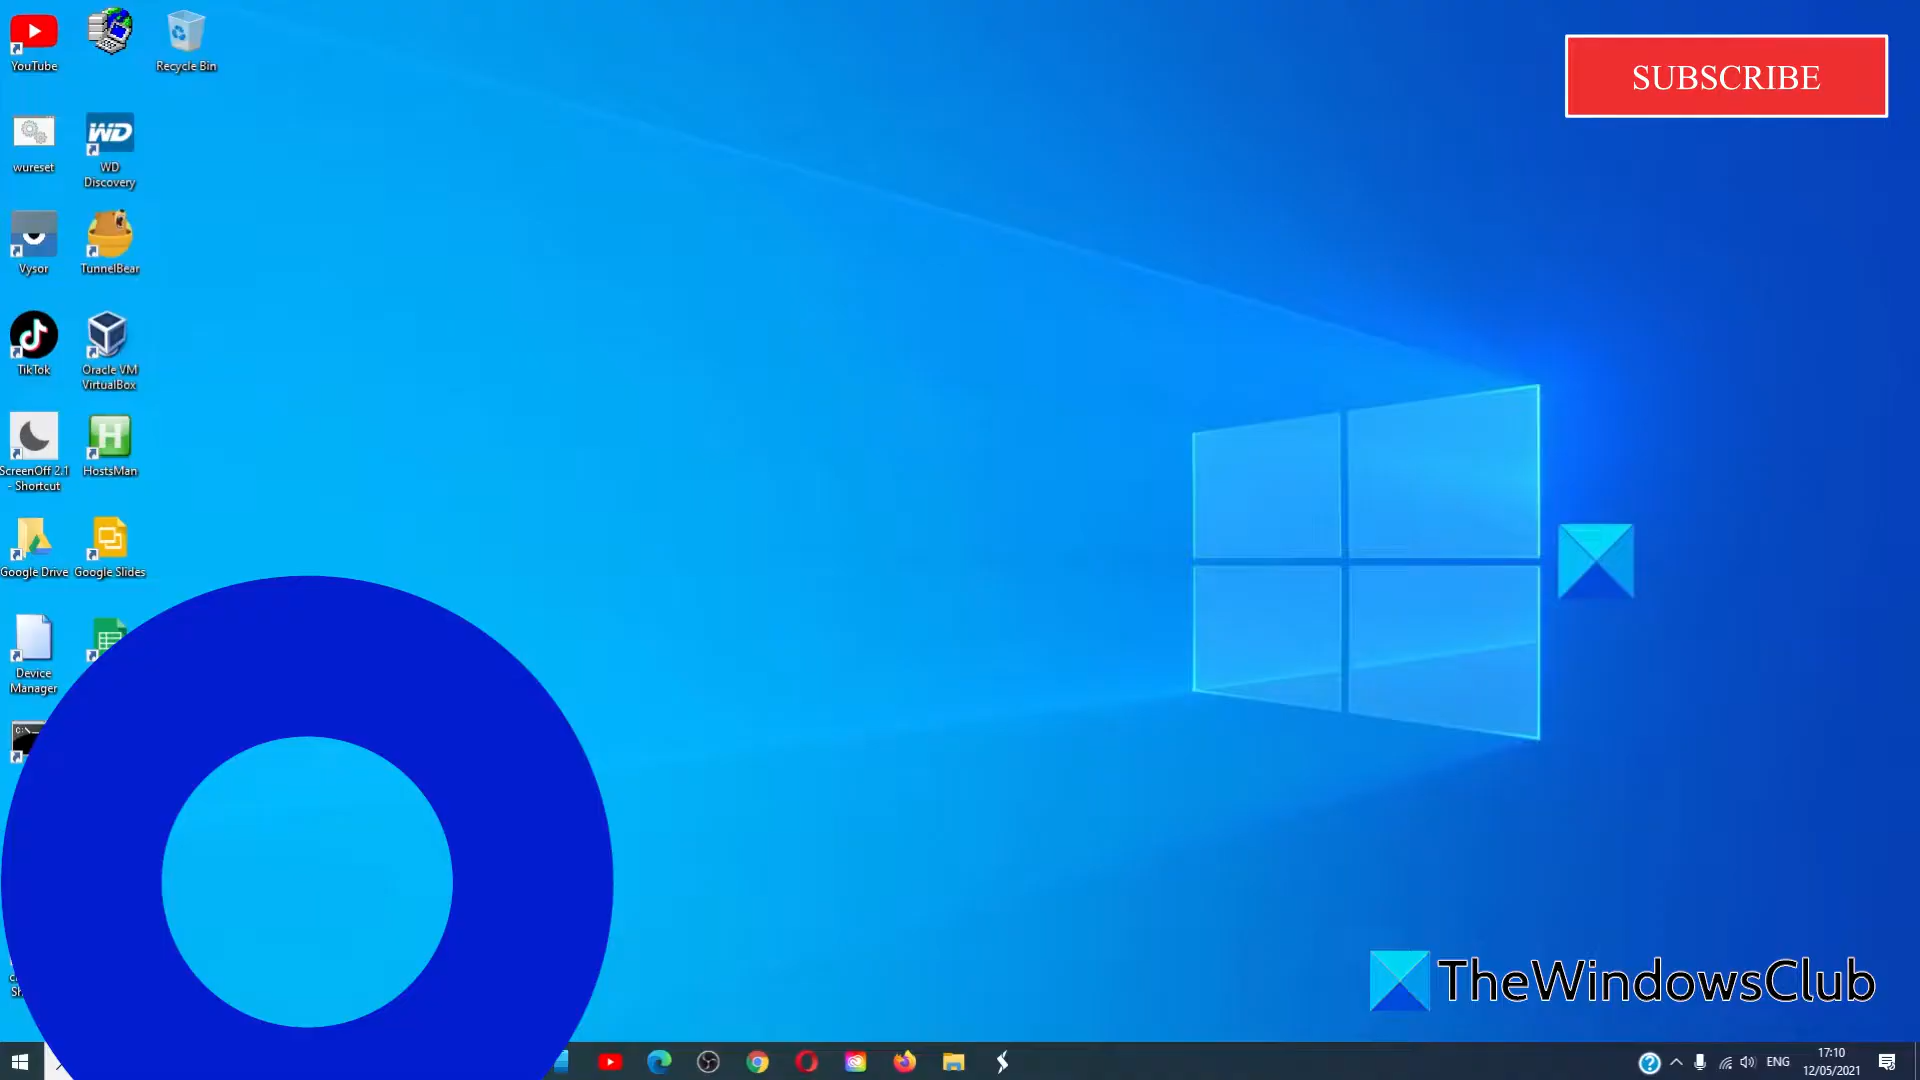 YouTube
Recycle Bin
SUBSCRIBE
wureset
WD
WD
Discovery
Vysor
TunnelBear
TikTok
Oracle VM
VirtualBox
ScreenOff 2.1
- Shortcut
H
HostsMan
Google Drive
Google Slides
Device
Manager
C:\
TheWindowsClub
ENG
17:10
12/05/2021